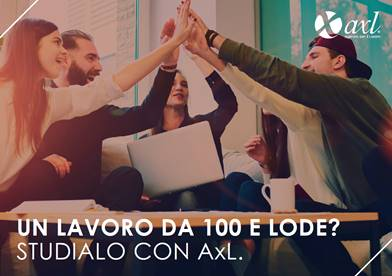 axl.
UN LAVORO DA 100 E LODE?
STUDIALO CON AxL.